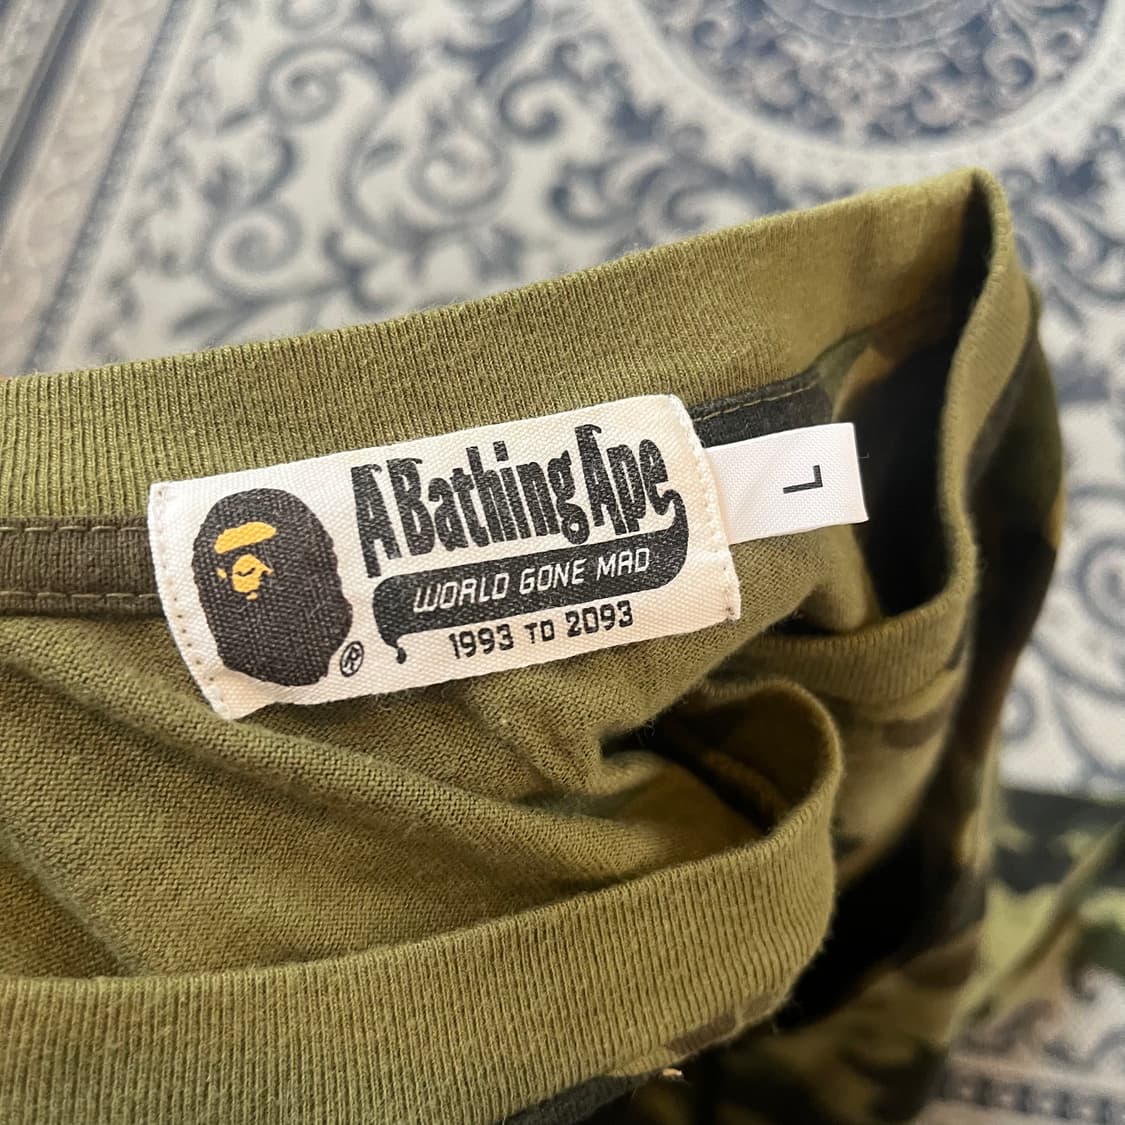 A Bathing Ape
WORLD GONE MAD
1993 TO 2093
®
L